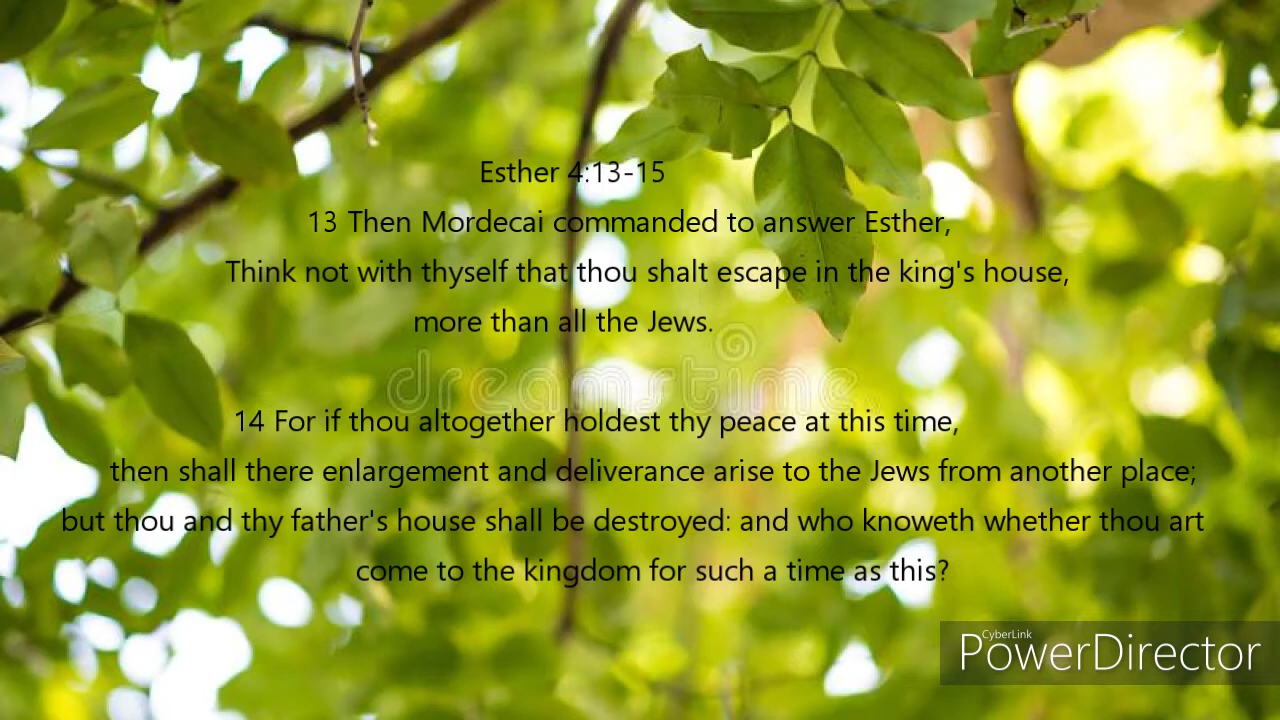 Esther 4:13-15
13 Then Mordecai commanded to answer Esther,
Think not with thyself that thou shalt escape in the king's house,
more than all the Jews.
dreamstime
14 For if thou altogether holdest thy peace at this time,
then shall there enlargement and deliverance arise to the Jews from another place;
but thou and thy father's house shall be destroyed: and who knoweth whether thou art
come to the kingdom for such a time as this?
CyberLink
PowerDirector